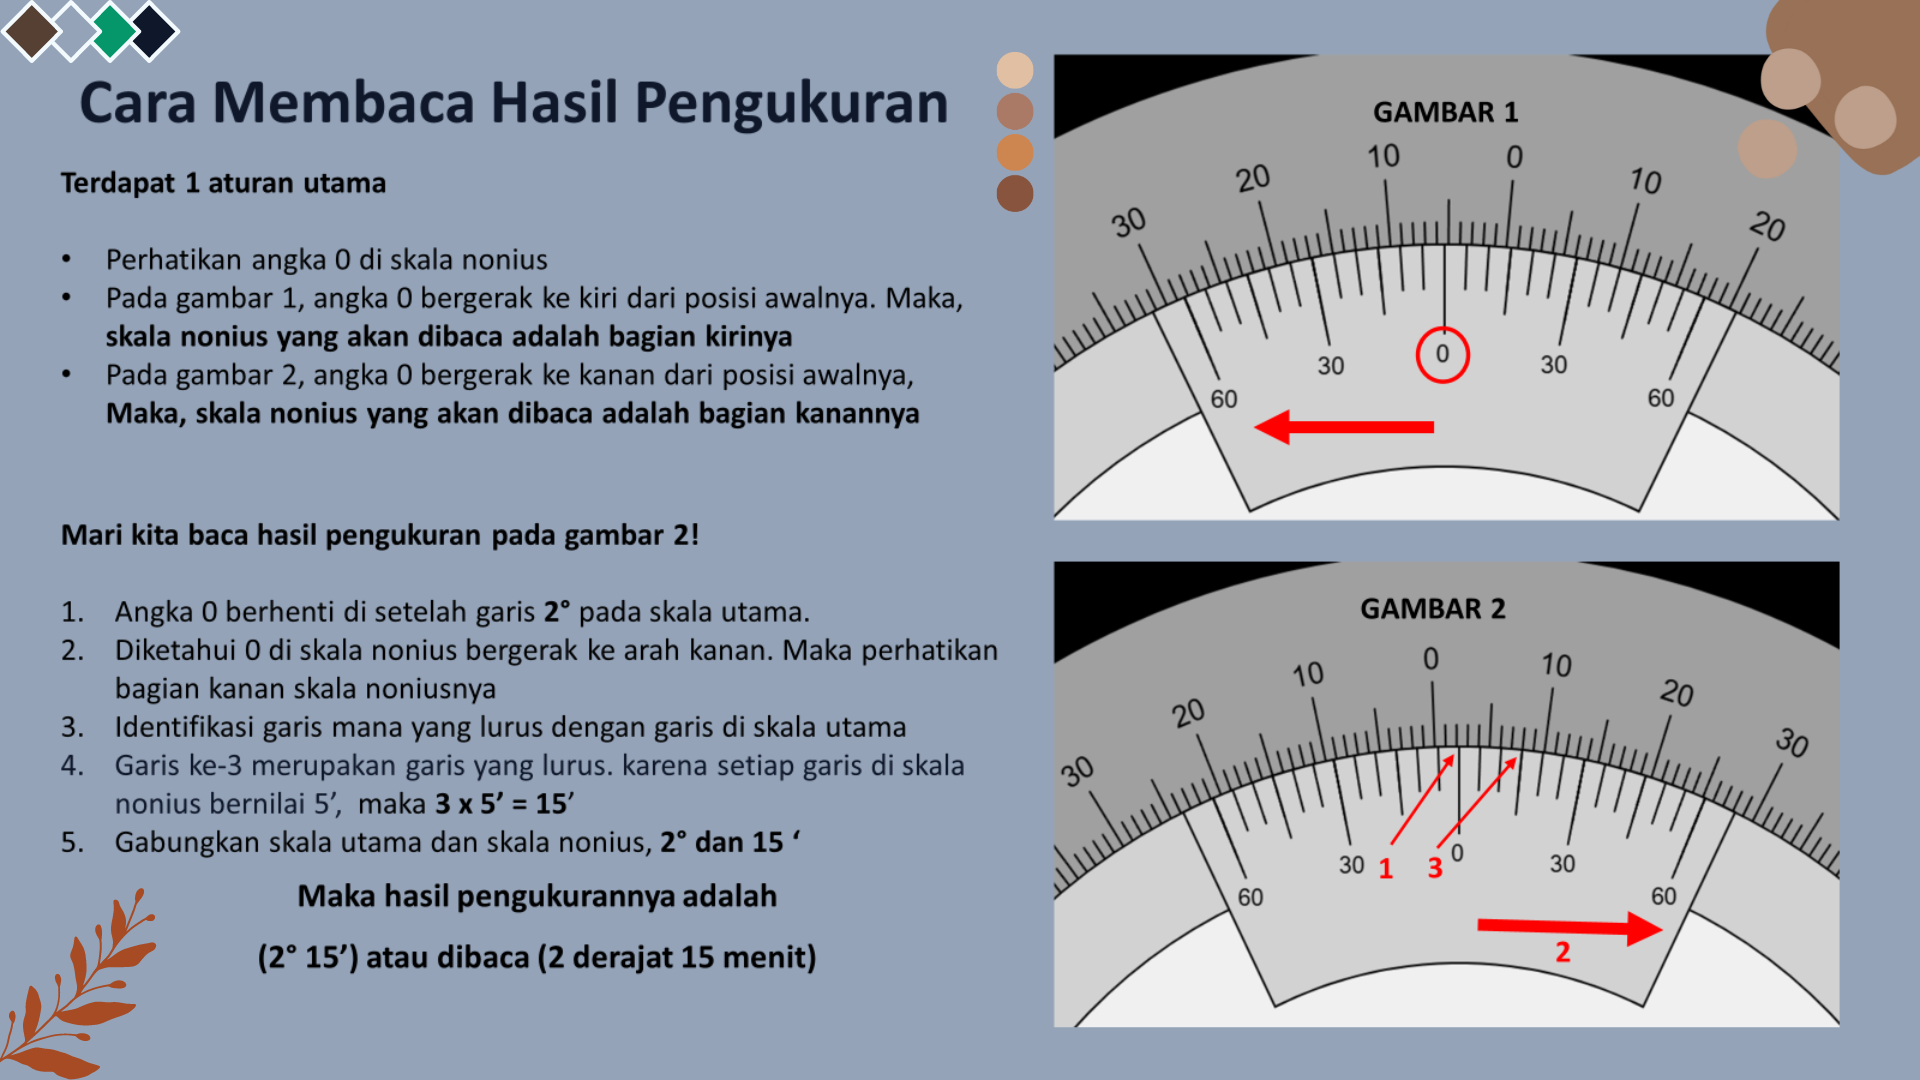 Cara Membaca Hasil Pengukuran
Terdapat 1 aturan utama
• Perhatikan angka 0 di skala nonius
• Pada gambar 1, angka 0 bergerak ke kiri dari posisi awalnya. Maka,
skala nonius yang akan dibaca adalah bagian kirinya
• Pada gambar 2, angka 0 bergerak ke kanan dari posisi awalnya,
Maka, skala nonius yang akan dibaca adalah bagian kanannya
Mari kita baca hasil pengukuran pada gambar 2!
1. Angka 0 berhenti di setelah garis 2° pada skala utama.
2. Diketahui 0 di skala nonius bergerak ke arah kanan. Maka perhatikan
bagian kanan skala noniusnya
3. Identifikasi garis mana yang lurus dengan garis di skala utama
4. Garis ke-3 merupakan garis yang lurus. karena setiap garis di skala
nonius bernilai 5’, maka 3 x 5’ = 15’
5. Gabungkan skala utama dan skala nonius, 2° dan 15 ‘
Maka hasil pengukurannya adalah
(2° 15’) atau dibaca (2 derajat 15 menit)
GAMBAR 1
30 20 10 0 10 20
60 30 0 30 60
GAMBAR 2
30 20 10 0 10 20 30
60 30 1 3 0 30 60
2